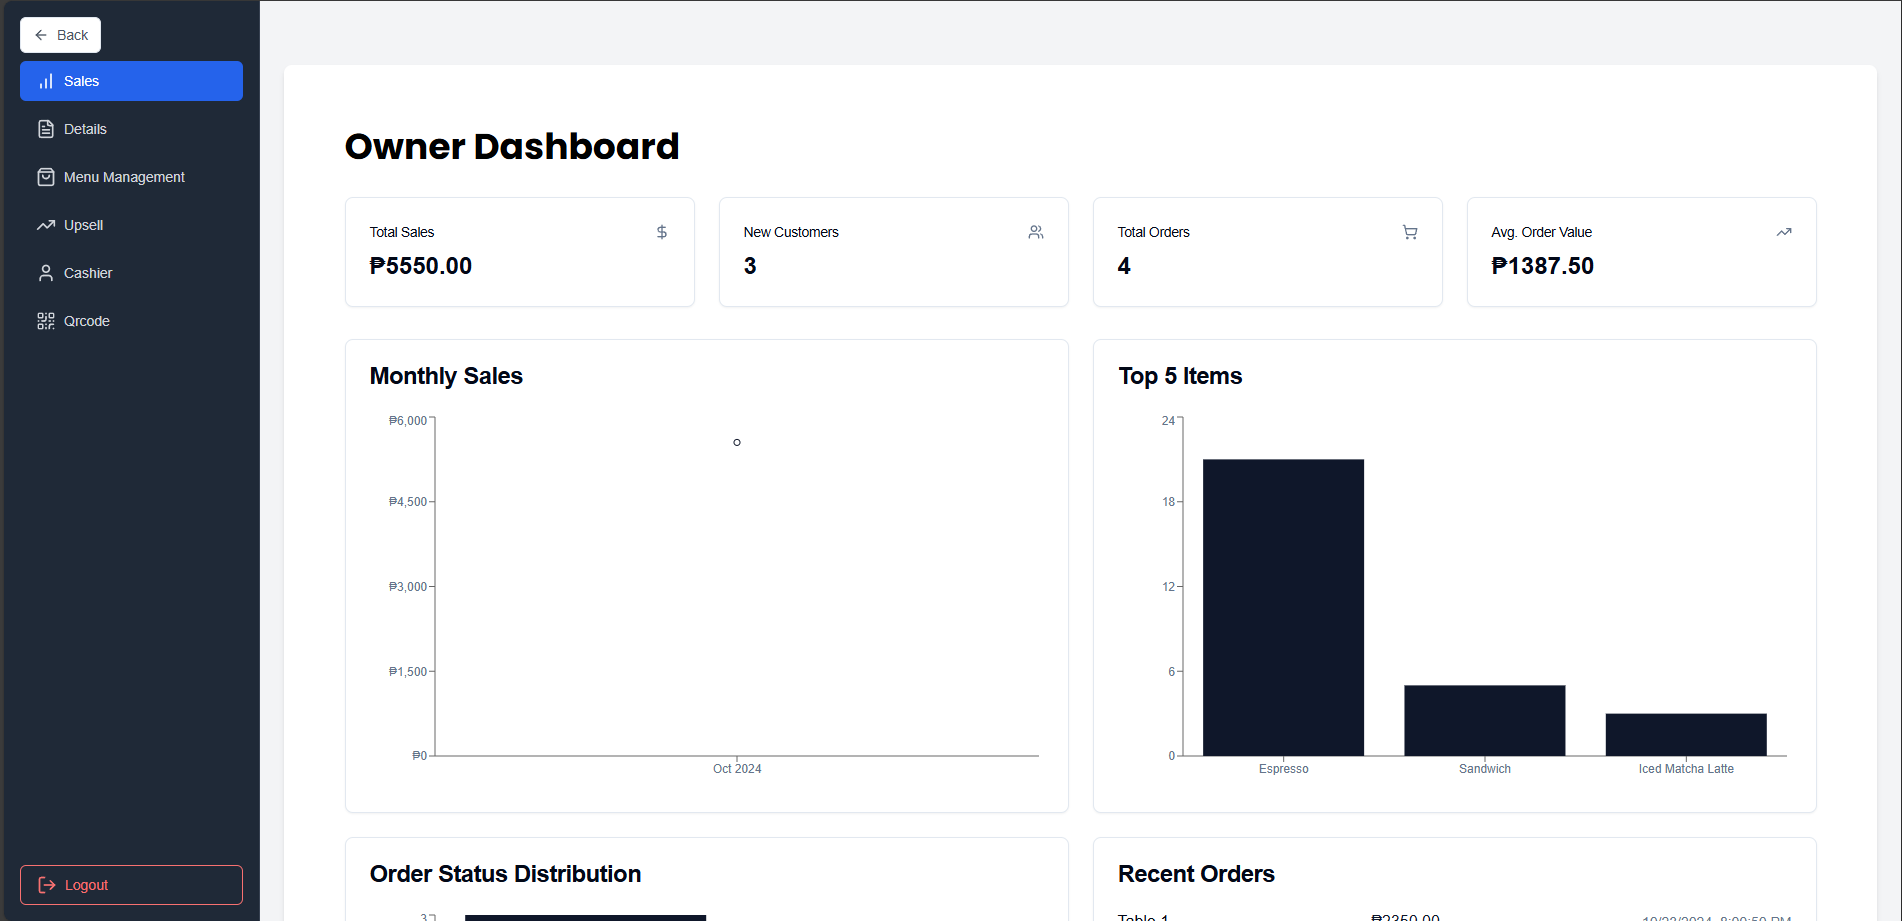 Back
Sales
Details
Menu Management
Upsell
Cashier
Qrcode
Logout
Owner Dashboard
Total Sales
₱5550.00
New Customers
3
Total Orders
4
Avg. Order Value
₱1387.50
Monthly Sales
₱6,000
₱4,500
₱3,000
₱1,500
₱0
Oct 2024
Top 5 Items
24
18
12
6
0
Espresso Sandwich Iced Matcha Latte
Order Status Distribution
3
Recent Orders
Table 1 ₱2350.00